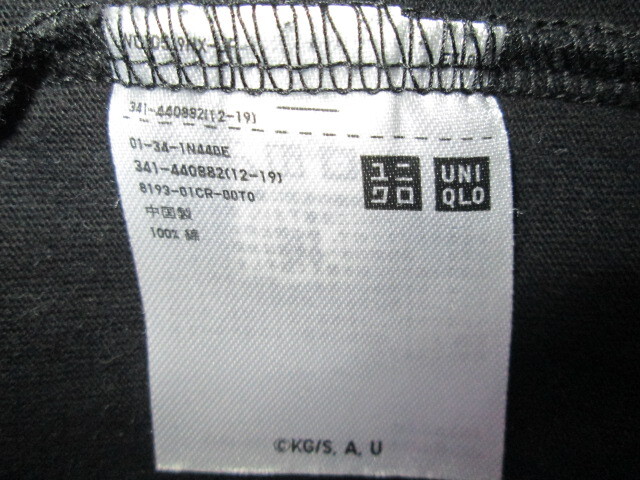 341-440882(12-19)
01-34-1N44DE
341-440882(12-19)
8193-01CR-00T0
中国製
100% 綿
ユニ
クロ
UNI
QLO
©KG/S, A, U